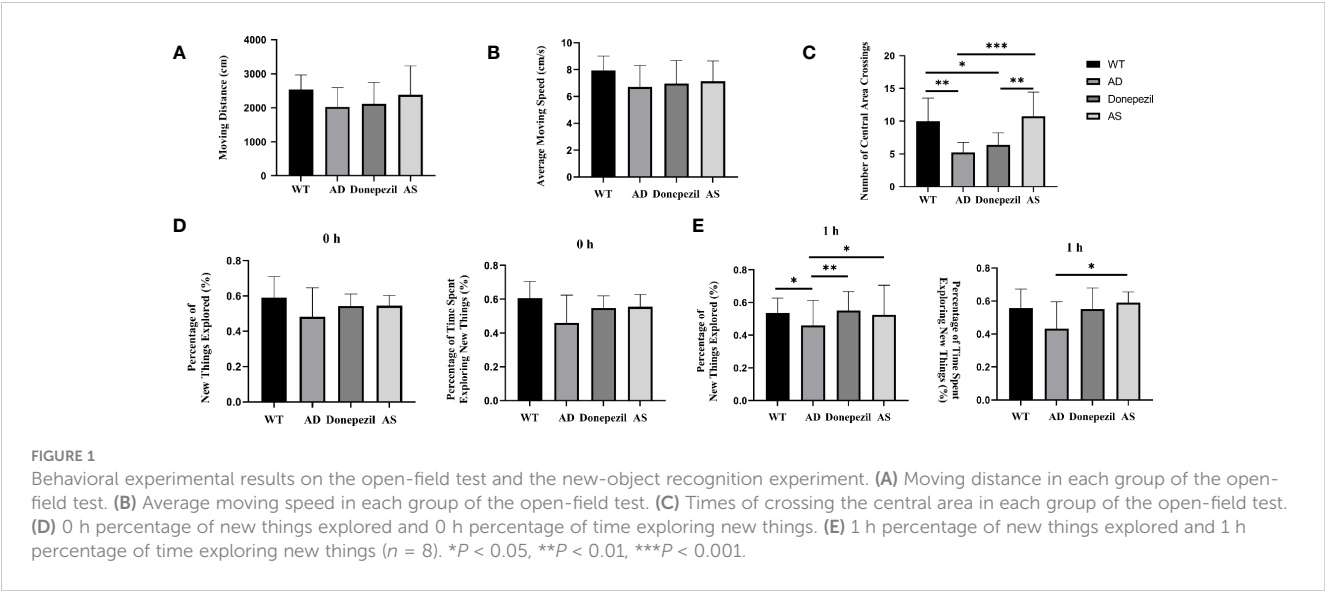 A
Moving Distance (cm)
4000
3000
2000
1000
0
WT AD Donepezil AS
B
Average Moving Speed (cm/s)
10
8
6
4
2
0
WT AD Donepezil AS
C
Number of Central Area Crossings
20
15
10
5
0
***
*
**
**
WT AD Donepezil AS
WT
AD
Donepezil
AS
D
0 h
Percentage of
New Things Explored (%)
0.8
0.6
0.4
0.2
0.0
WT AD Donepezil AS
0 h
Percentage of Time Spent
Exploring New Things (%)
0.8
0.6
0.4
0.2
0.0
WT AD Donepezil AS
E
1 h
Percentage of
New Things Explored (%)
0.8
0.6
0.4
0.2
0.0
*
*
**
WT AD Donepezil AS
1 h
Percentage of Time Spent
Exploring New Things (%)
0.8
0.6
0.4
0.2
0.0
*
WT AD Donepezil AS
FIGURE 1
Behavioral experimental results on the open-field test and the new-object recognition experiment. (A) Moving distance in each group of the open-
field test. (B) Average moving speed in each group of the open-field test. (C) Times of crossing the central area in each group of the open-field test.
(D) 0 h percentage of new things explored and 0 h percentage of time exploring new things. (E) 1 h percentage of new things explored and 1 h
percentage of time exploring new things (n = 8). *P < 0.05, **P < 0.01, ***P < 0.001.